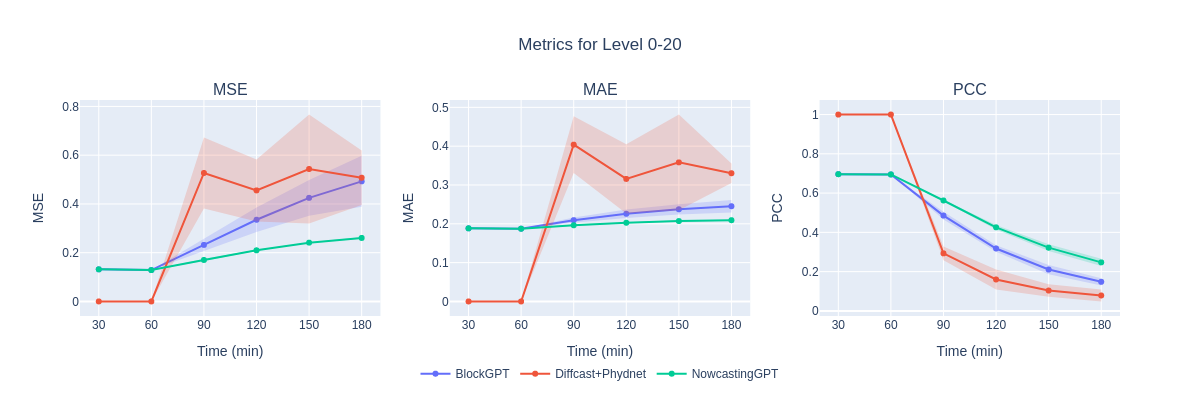 Metrics for Level 0-20
MSE
MAE
PCC
MSE
0.8
0.6
0.4
0.2
0
30 60 90 120 150 180
Time (min)
MAE
0.5
0.4
0.3
0.2
0.1
0
30 60 90 120 150 180
Time (min)
PCC
1
0.8
0.6
0.4
0.2
0
30 60 90 120 150 180
Time (min)
BlockGPT Diffcast+Phydnet NowcastingGPT